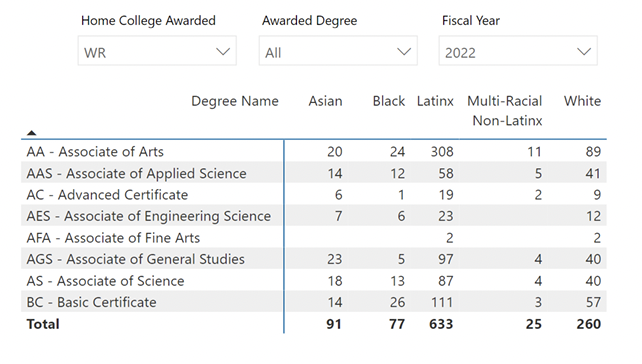 Home College Awarded Awarded Degree Fiscal Year
WR All 2022
Degree Name Asian Black Latinx Multi-Racial Non-Latinx White
AA - Associate of Arts 20 24 308 11 89
AAS - Associate of Applied Science 14 12 58 5 41
AC - Advanced Certificate 6 1 19 2 9
AES - Associate of Engineering Science 7 6 23 12
AFA - Associate of Fine Arts 2 2
AGS - Associate of General Studies 23 5 97 4 40
AS - Associate of Science 18 13 87 4 40
BC - Basic Certificate 14 26 111 3 57
Total 91 77 633 25 260